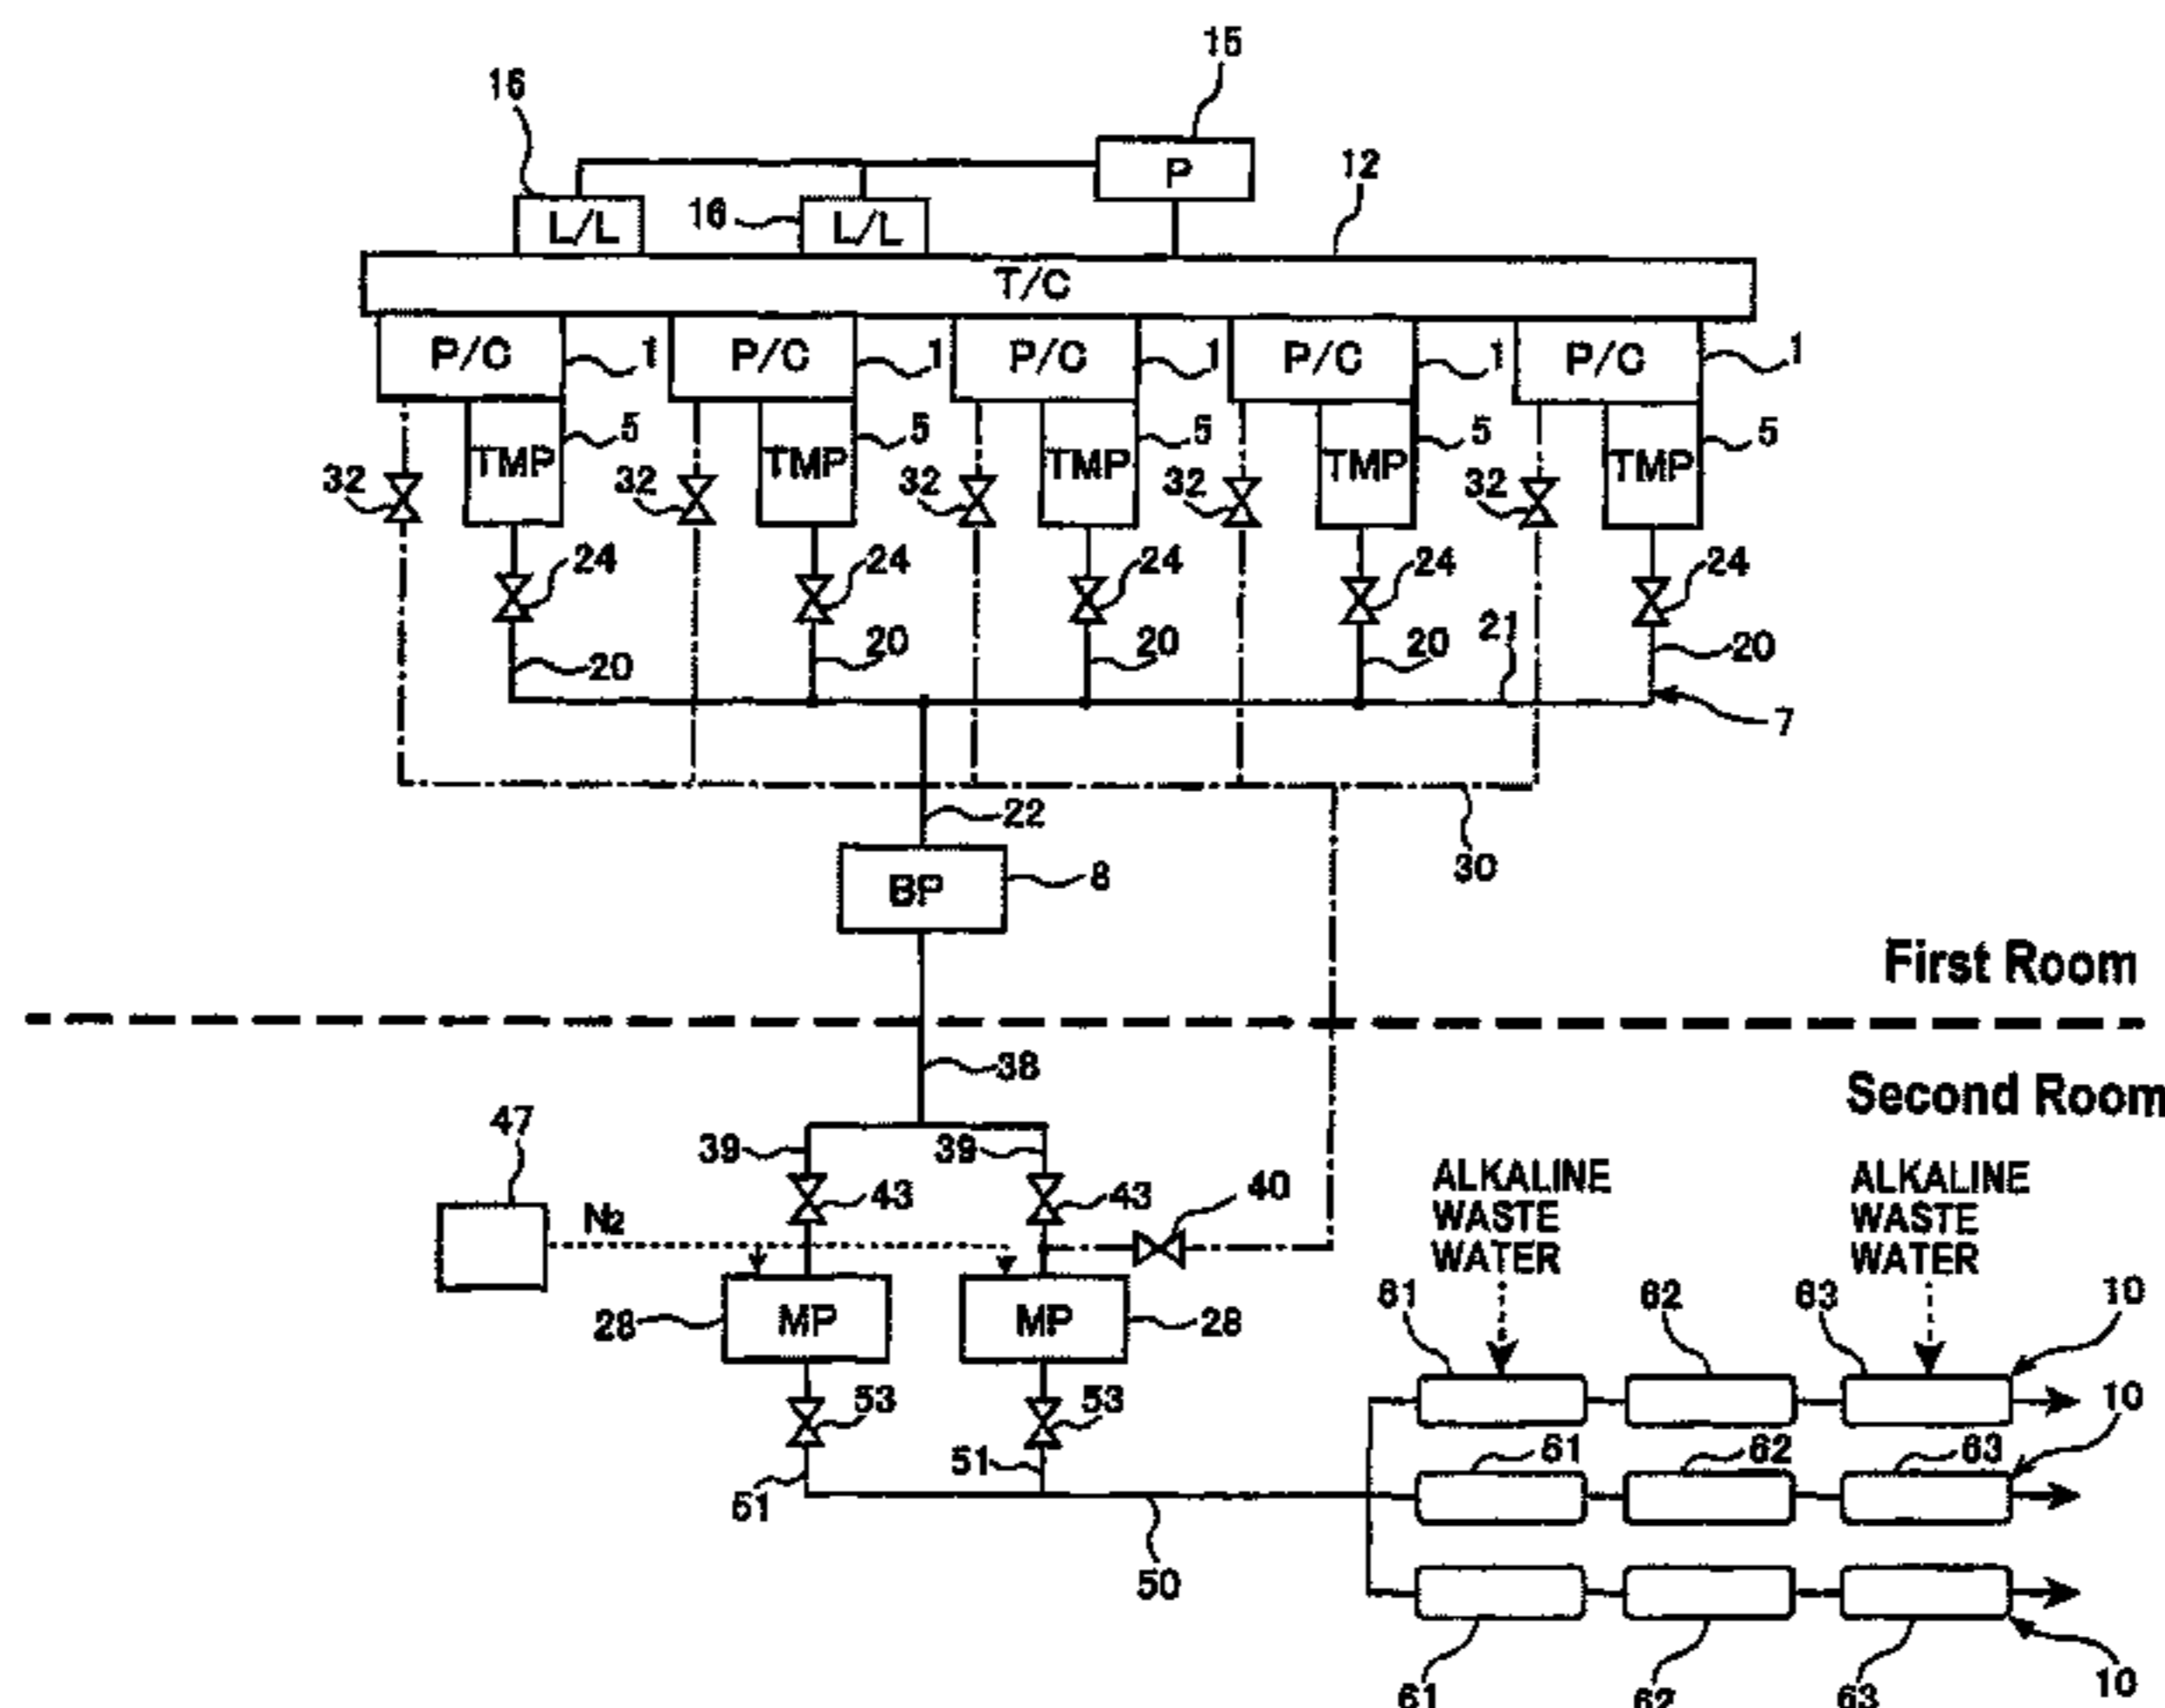 15
16
P
12
16
L/L
L/L
T/C
P/C
1
P/C
1
P/C
1
P/C
1
P/C
1
TMP
5
TMP
5
TMP
5
TMP
5
TMP
5
32
32
32
32
32
24
24
24
24
24
20
20
20
20
21
20
7
22
30
BP
8
First Room
38
Second Room
47
39
39
N2
43
43
40
ALKALINE
WASTE
WATER
ALKALINE
WASTE
WATER
28
MP
MP
28
61
62
63
10
53
53
10
51
51
61
62
63
50
61
62
63
10